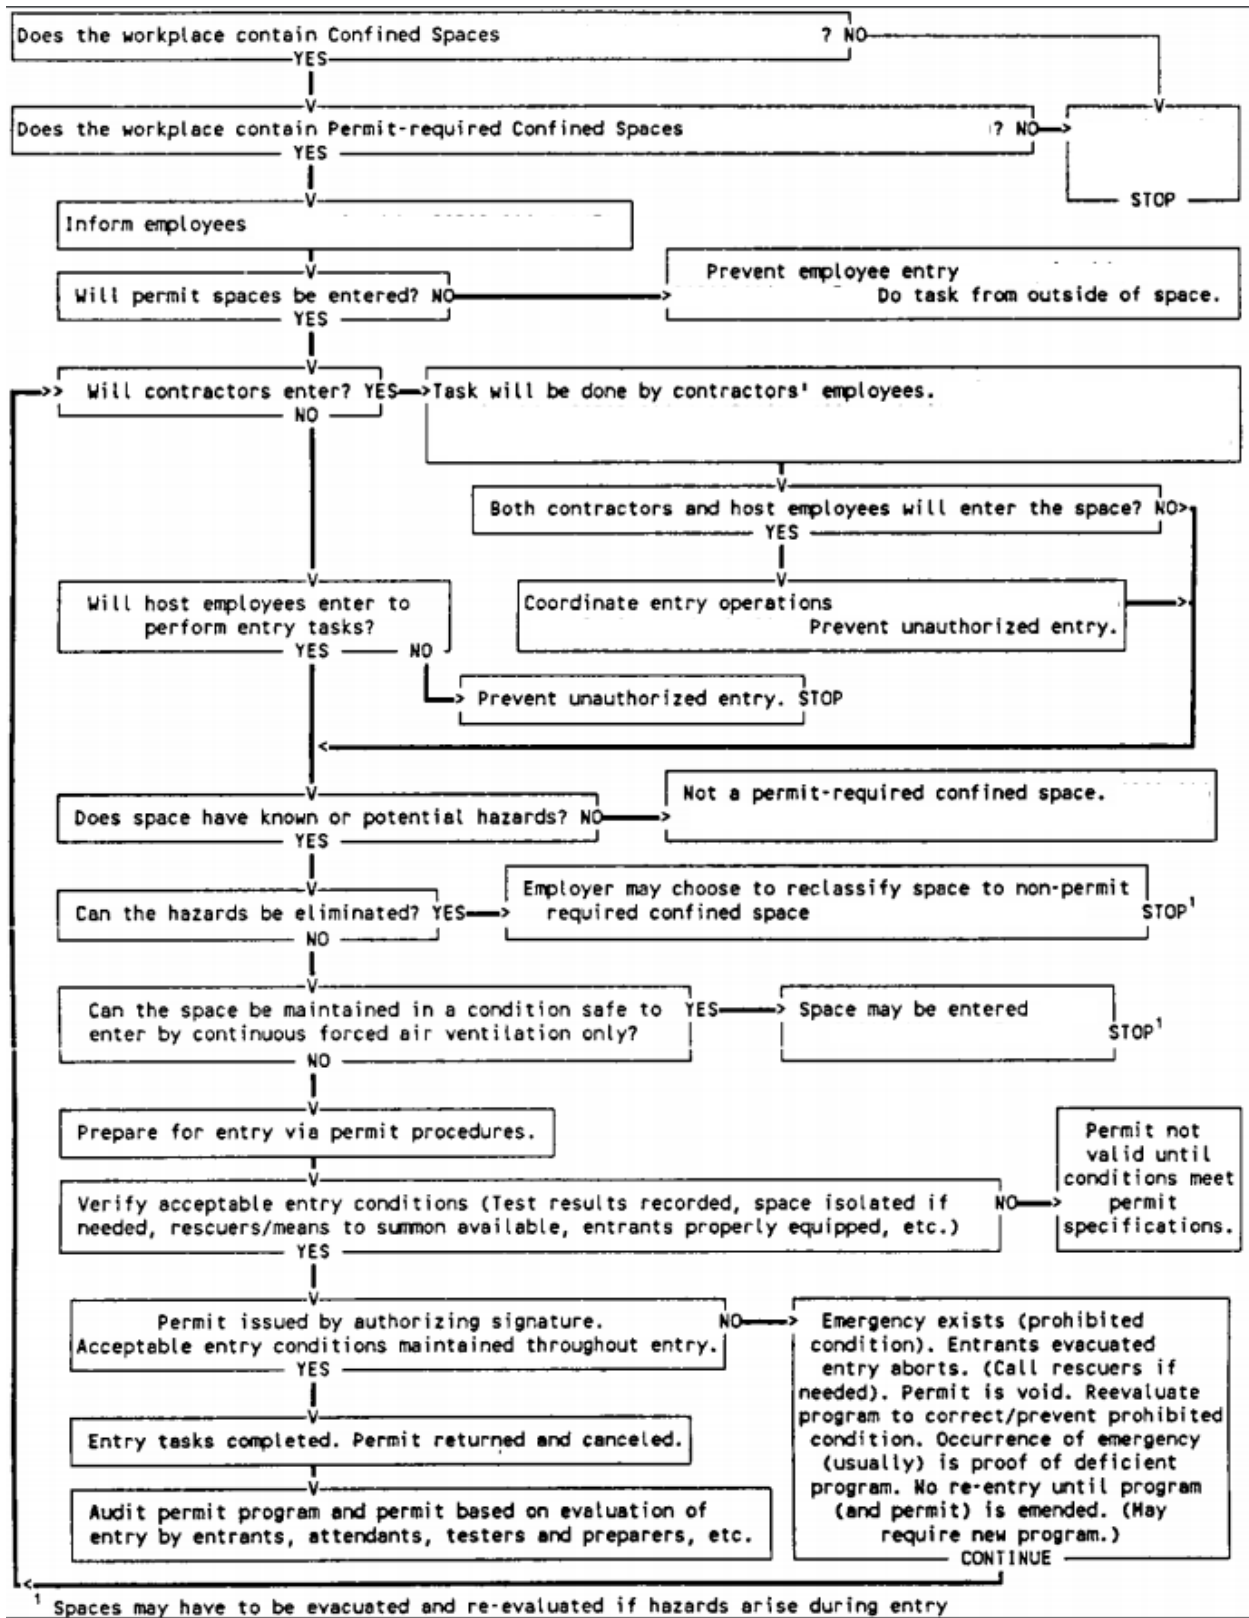 Does the workplace contain Confined Spaces ? NO
YES
Does the workplace contain Permit-required Confined Spaces ? NO
YES
STOP
Inform employees
Prevent employee entry
Do task from outside of space.
Will permit spaces be entered? NO
YES
Will contractors enter? YES
NO
Task will be done by contractors' employees.
Both contractors and host employees will enter the space? NO
YES
Will host employees enter to
perform entry tasks?
YES NO
Coordinate entry operations
Prevent unauthorized entry.
Prevent unauthorized entry. STOP
Does space have known or potential hazards? NO
YES
Not a permit-required confined space.
Can the hazards be eliminated? YES
NO
Employer may choose to reclassify space to non-permit
required confined space
STOP¹
Can the space be maintained in a condition safe to
enter by continuous forced air ventilation only?
YES
NO
Space may be entered
STOP¹
Prepare for entry via permit procedures.
Verify acceptable entry conditions (Test results recorded, space isolated if
needed, rescuers/means to summon available, entrants properly equipped, etc.)
NO
YES
Permit not
valid until
conditions meet
permit
specifications.
Permit issued by authorizing signature.
Acceptable entry conditions maintained throughout entry.
NO
YES
Emergency exists (prohibited
condition). Entrants evacuated
entry aborts. (Call rescuers if
needed). Permit is void. Reevaluate
program to correct/prevent prohibited
condition. Occurrence of emergency
(usually) is proof of deficient
program. No re-entry until program
(and permit) is emended. (May
require new program.)
CONTINUE
Entry tasks completed. Permit returned and canceled.
Audit permit program and permit based on evaluation of
entry by entrants, attendants, testers and preparers, etc.
¹ Spaces may have to be evacuated and re-evaluated if hazards arise during entry